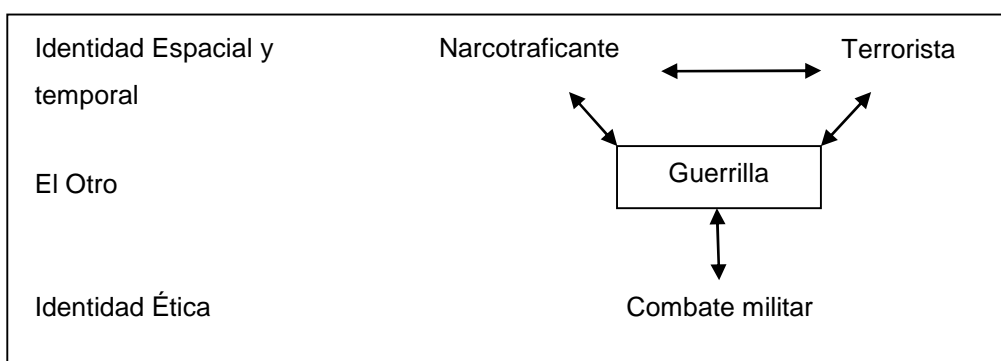 Identidad Espacial y
temporal
Narcotraficante
Terrorista
El Otro
Guerrilla
Identidad Ética
Combate militar